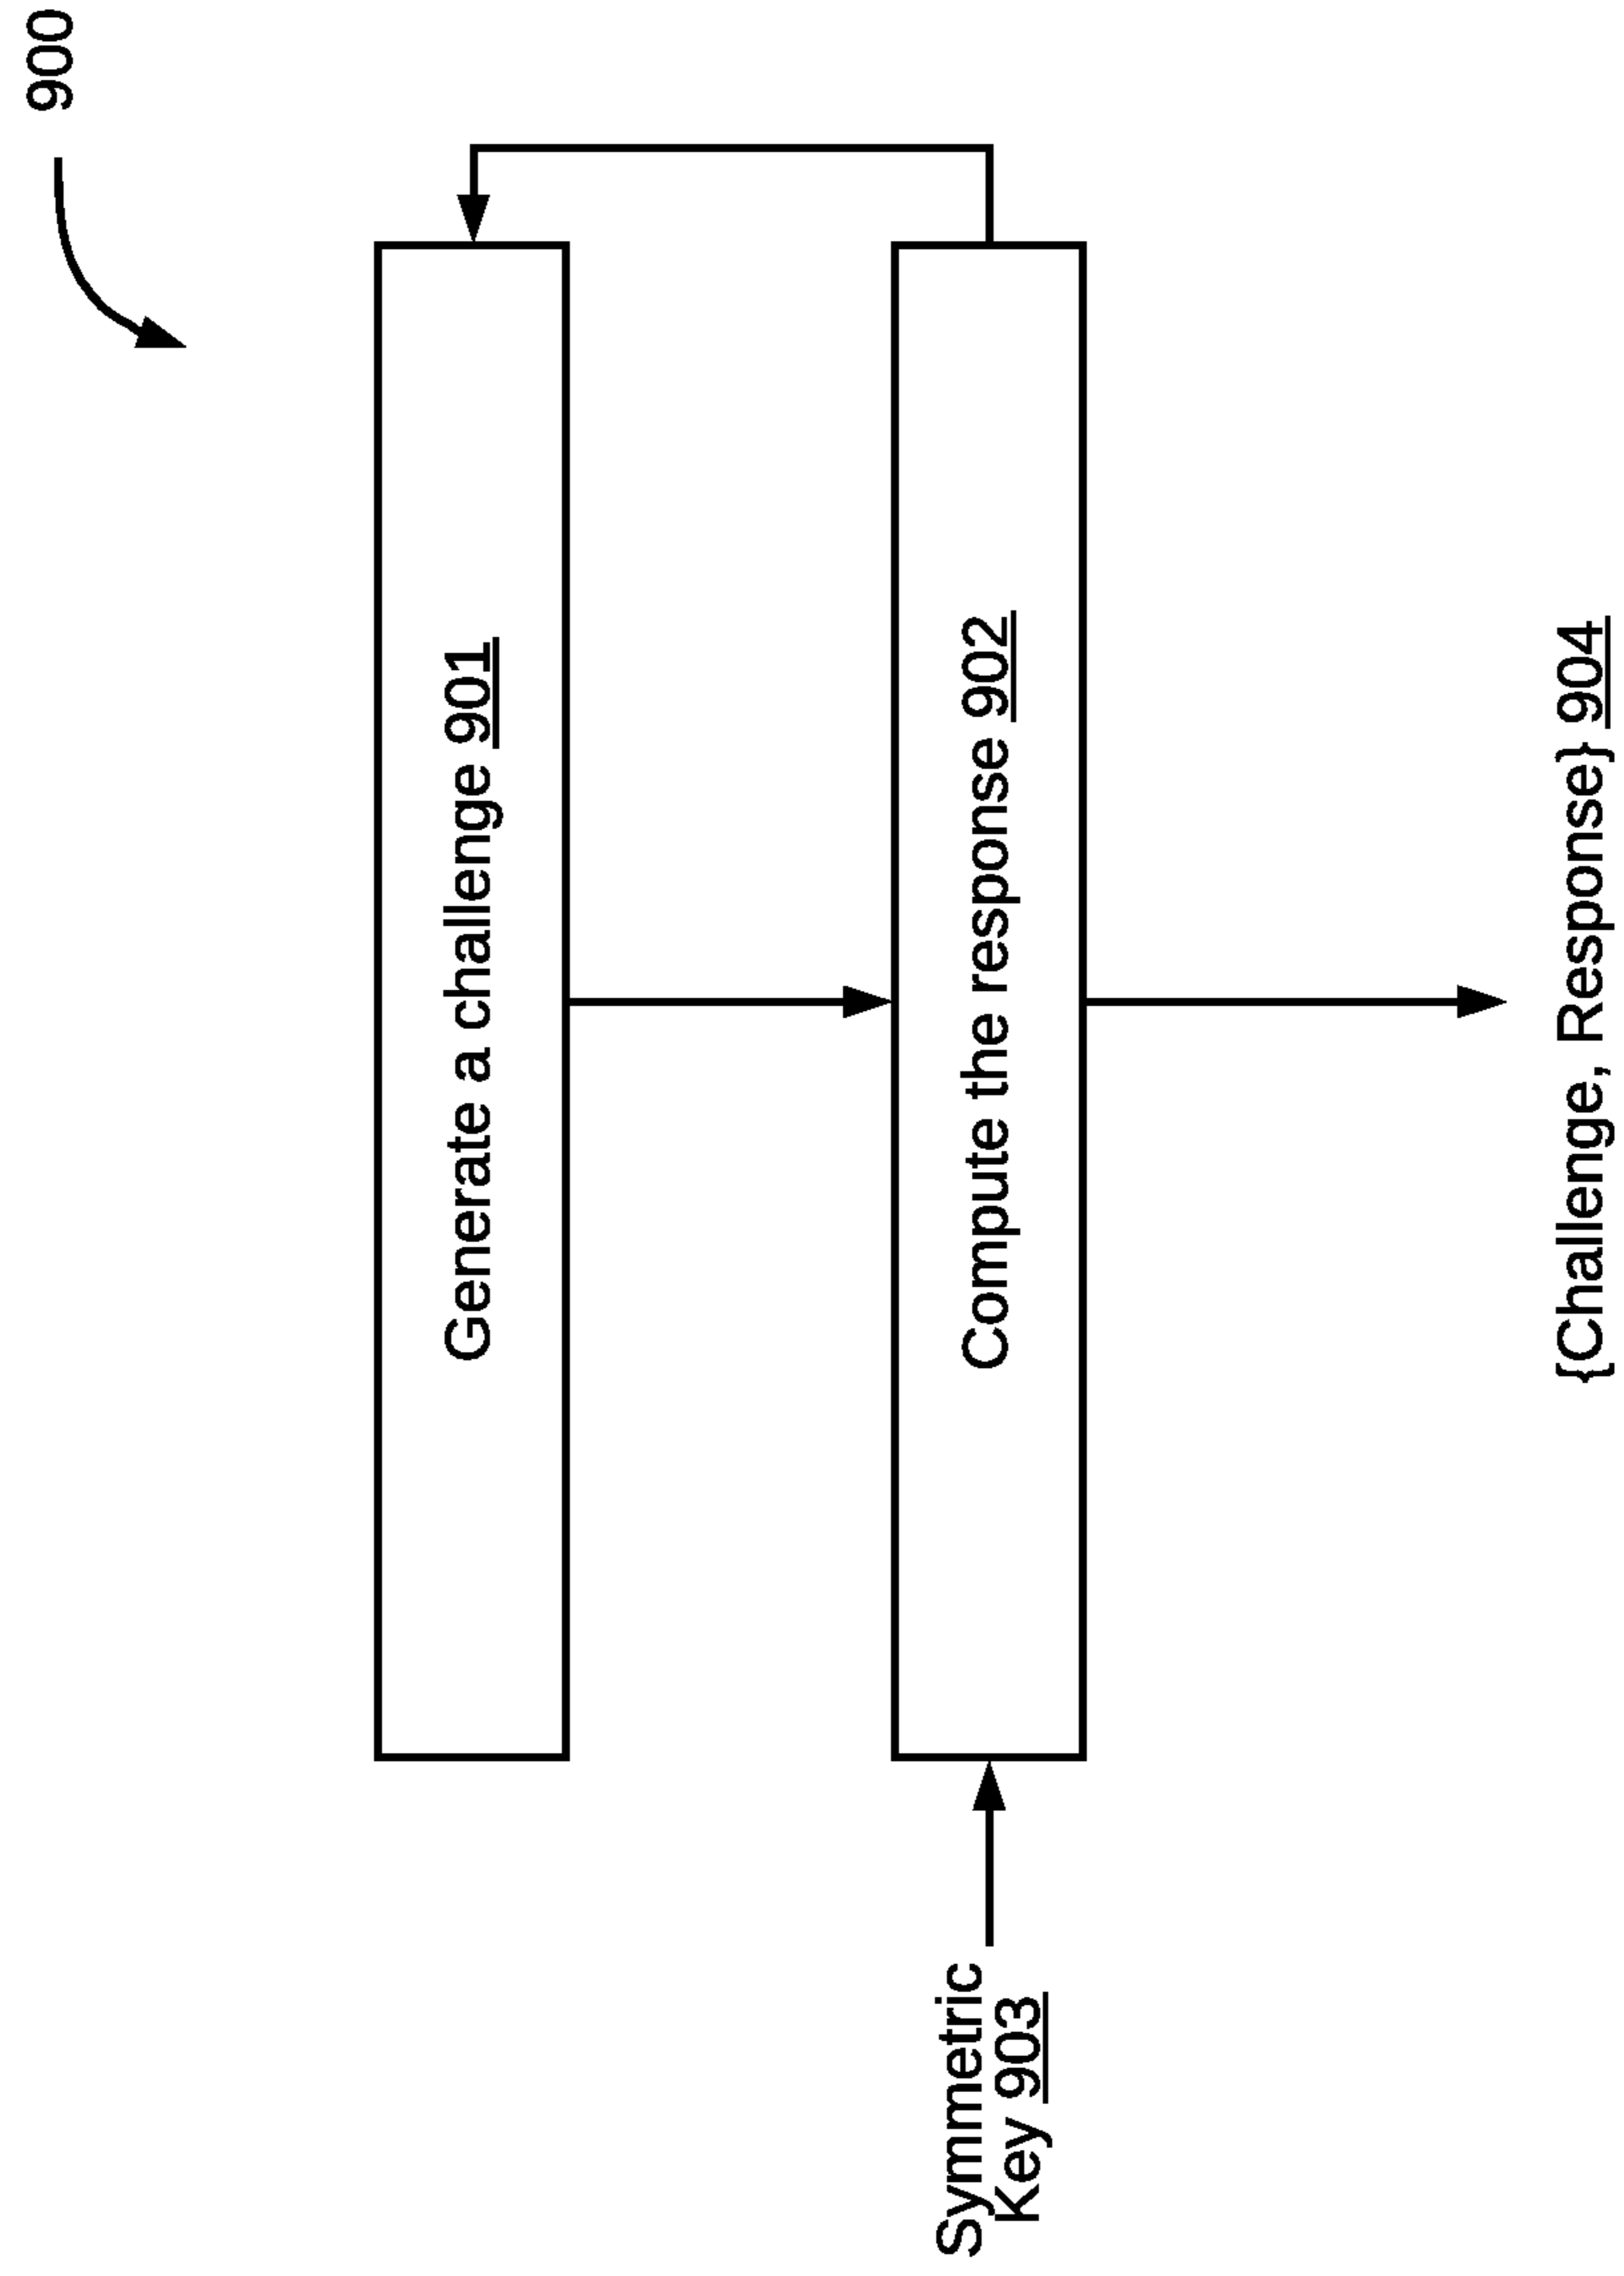 900
Generate a challenge 901
Compute the response 902
Symmetric
Key 903
{Challenge, Response} 904